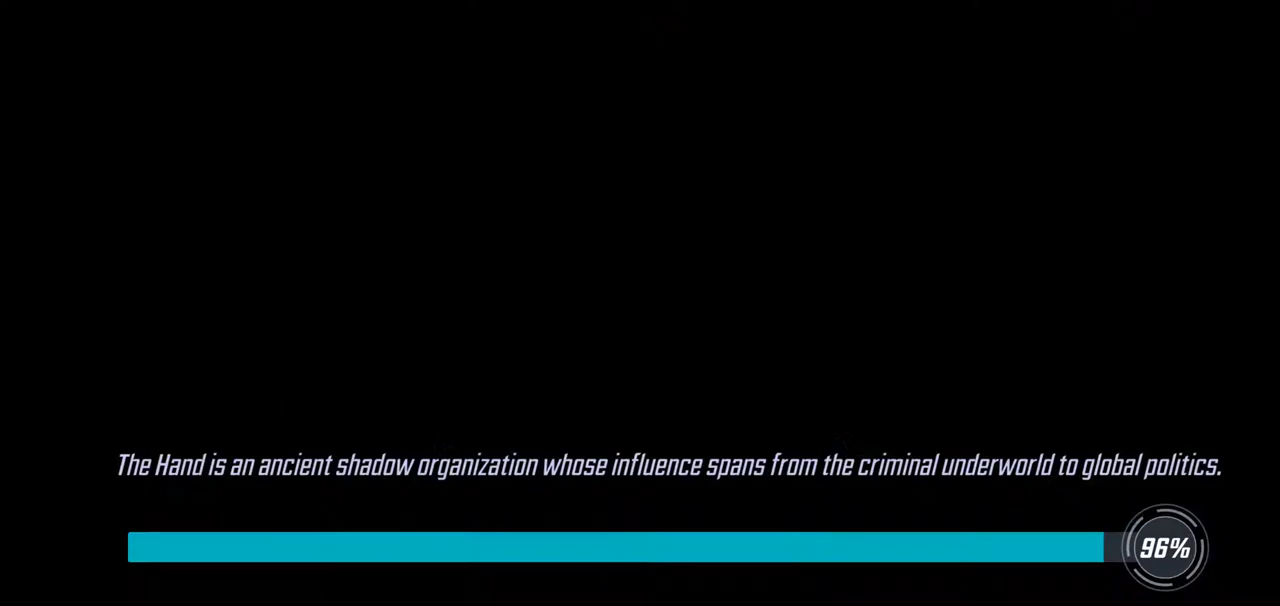 The Hand is an ancient shadow organization whose influence spans from the criminal underworld to global politics.
96%